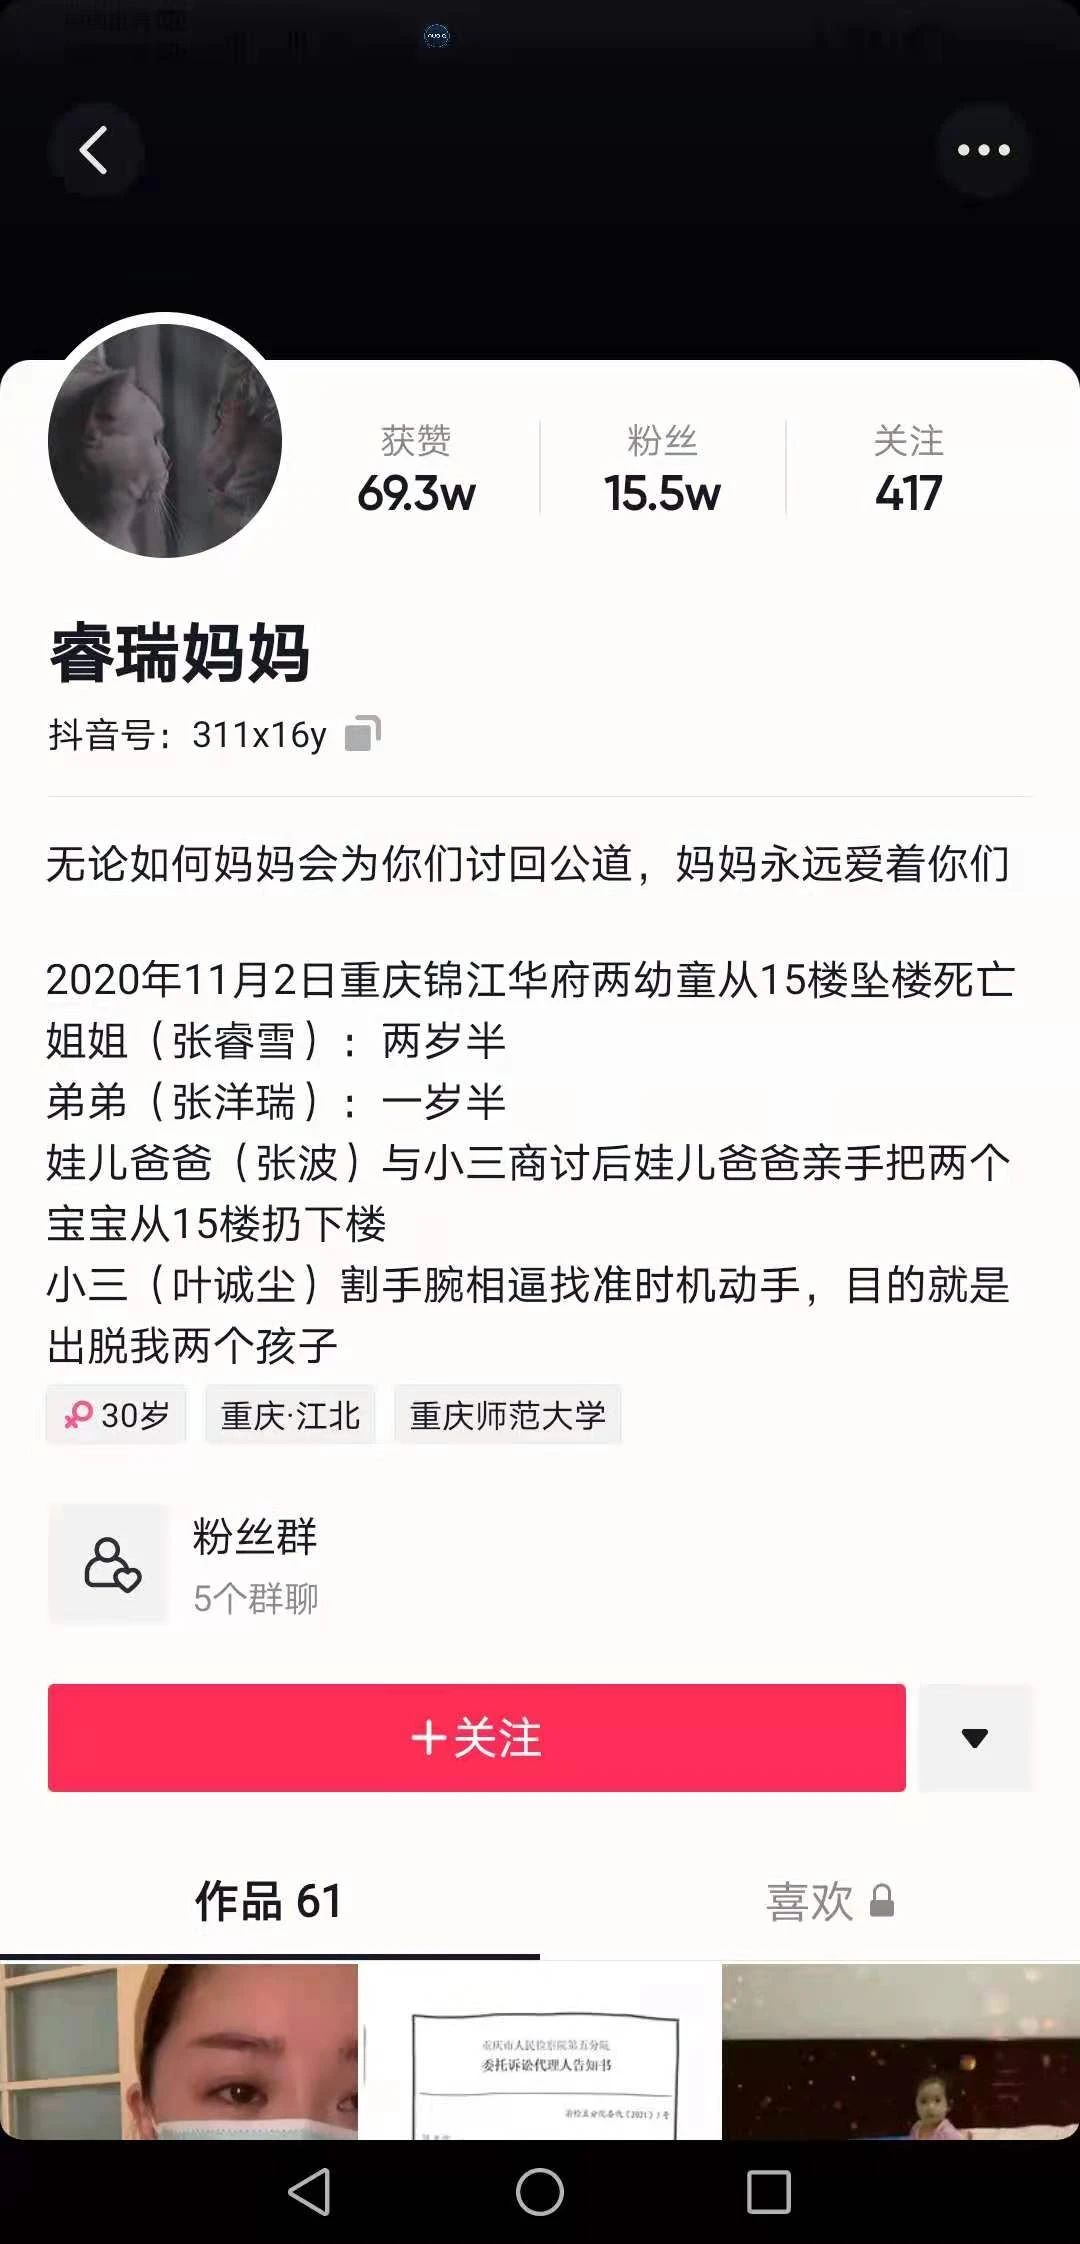 获赞
69.3w
粉丝
15.5w
关注
417
睿瑞妈妈
抖音号：311x16y
无论如何妈妈会为你们讨回公道，妈妈永远爱着你们
2020年11月2日重庆锦江华府两幼童从15楼坠楼死亡
姐姐（张睿雪）：两岁半
弟弟（张洋瑞）：一岁半
娃儿爸爸（张波）与小三商讨后娃儿爸爸亲手把两个
宝宝从15楼扔下楼
小三（叶诚尘）割手腕相逼找准时机动手，目的就是
出脱我两个孩子
30岁
重庆·江北
重庆师范大学
粉丝群
5个群聊
+关注
作品 61
喜欢
重庆市人民检察院第五分院
委托诉讼代理人告知书